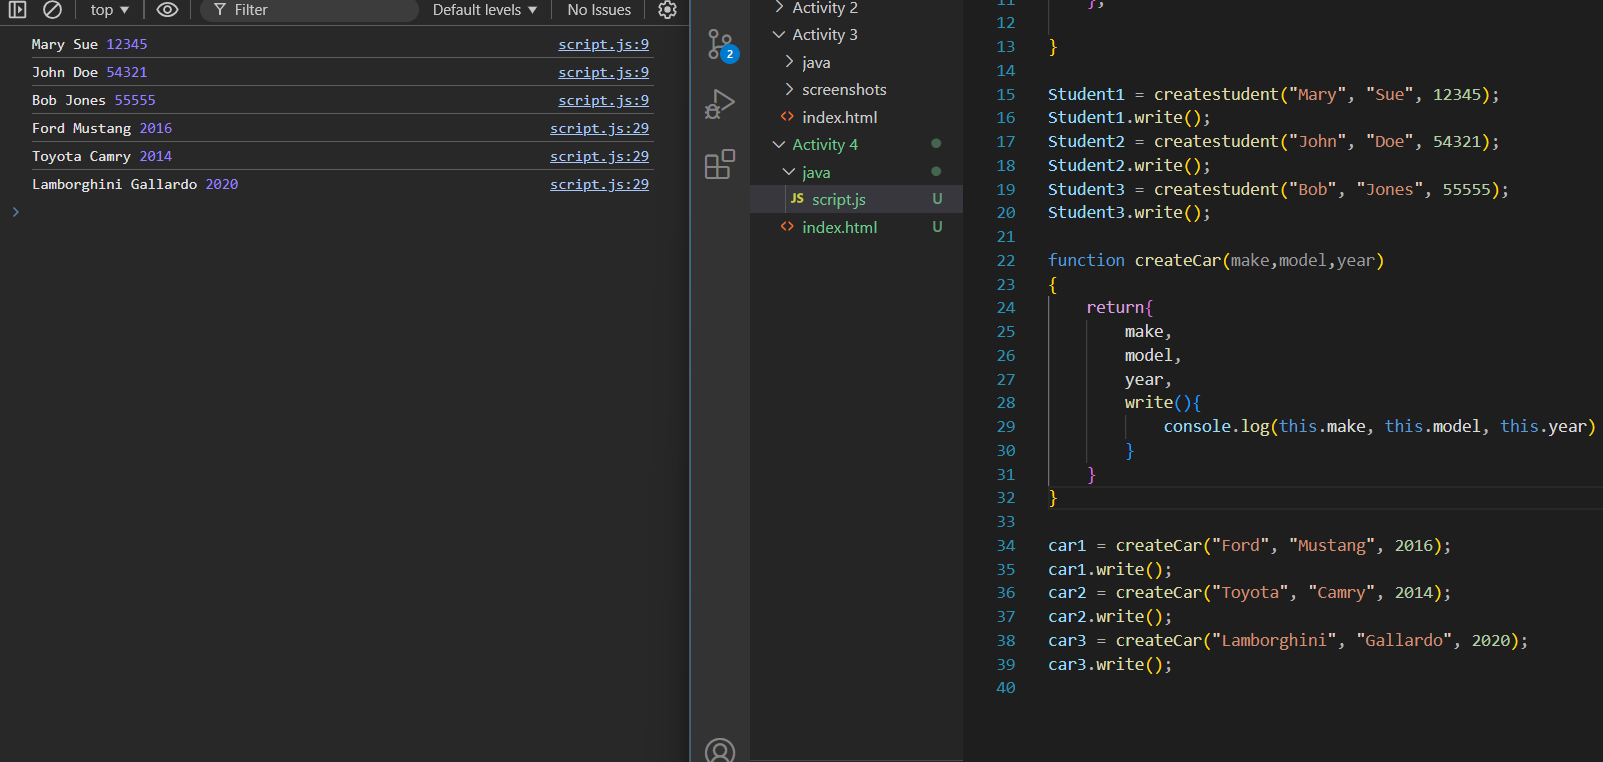 top
Filter
Default levels
No Issues
Mary Sue 12345 script.js:9
John Doe 54321 script.js:9
Bob Jones 55555 script.js:9
Ford Mustang 2016 script.js:29
Toyota Camry 2014 script.js:29
Lamborghini Gallardo 2020 script.js:29
>
2
Activity 2
Activity 3
java
screenshots
index.html
Activity 4
java
JS script.js U
index.html U
11 },
12
13 }
14
15 Student1 = createstudent("Mary", "Sue", 12345);
16 Student1.write();
17 Student2 = createstudent("John", "Doe", 54321);
18 Student2.write();
19 Student3 = createstudent("Bob", "Jones", 55555);
20 Student3.write();
21
22 function createCar(make,model,year)
23 {
24 return{
25 make,
26 model,
27 year,
28 write(){
29 console.log(this.make, this.model, this.year)
30 }
31 }
32 }
33
34 car1 = createCar("Ford", "Mustang", 2016);
35 car1.write();
36 car2 = createCar("Toyota", "Camry", 2014);
37 car2.write();
38 car3 = createCar("Lamborghini", "Gallardo", 2020);
39 car3.write();
40